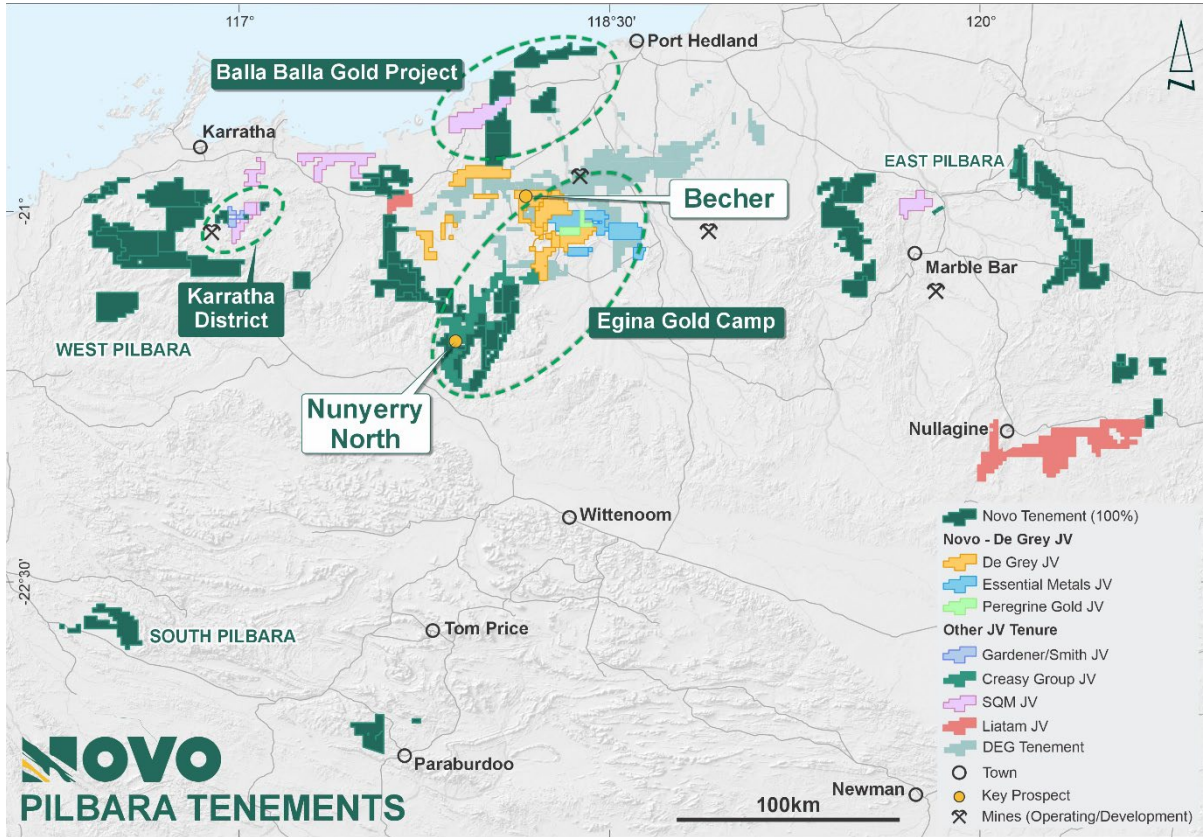 117°
118°30'
120°
Balla Balla Gold Project
Port Hedland
Z
Karratha
EAST PILBARA
Becher
-21°
Marble Bar
Karratha
District
Egina Gold Camp
WEST PILBARA
Nunyerry
North
Nullagine
Wittenoom
-22°30'
SOUTH PILBARA
Tom Price
Paraburdoo
Newman
NOVO
PILBARA TENEMENTS
100km
Novo Tenement (100%)
Novo - De Grey JV
De Grey JV
Essential Metals JV
Peregrine Gold JV
Other JV Tenure
Gardener/Smith JV
Creasy Group JV
SQM JV
Liatam JV
DEG Tenement
Town
Key Prospect
Mines (Operating/Development)